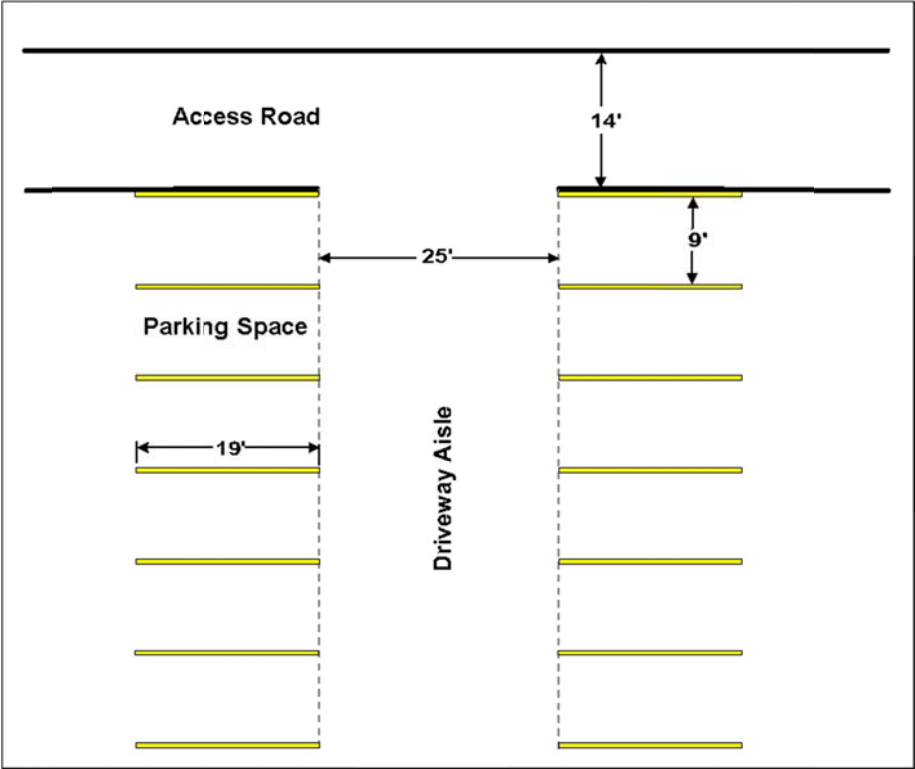 Access Road
14'
9'
25'
Parking Space
19'
Driveway Aisle